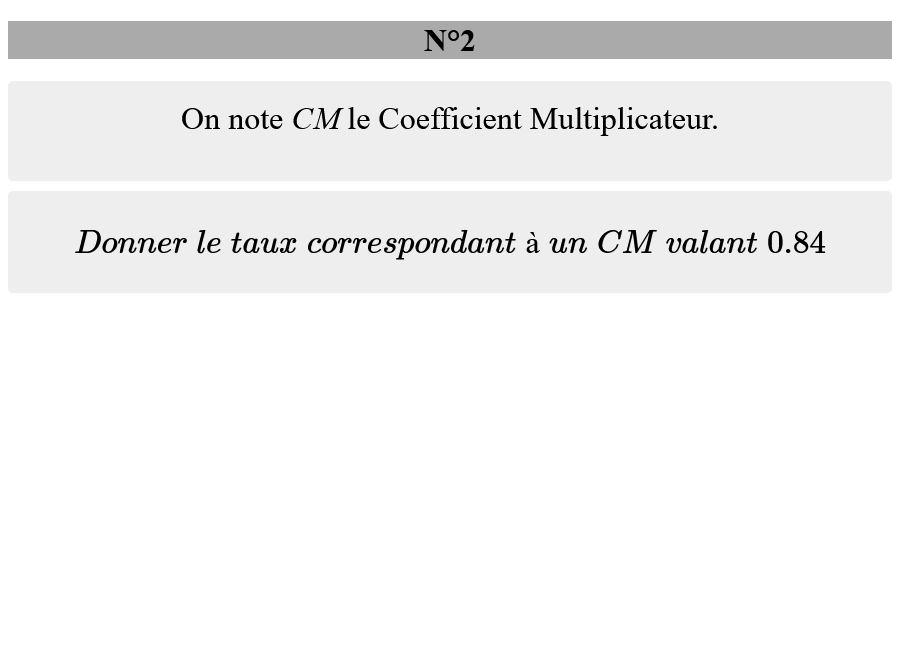 N°2
On note CM le Coefficient Multiplicateur.
Donner le taux correspondant à un CM valant 0.84